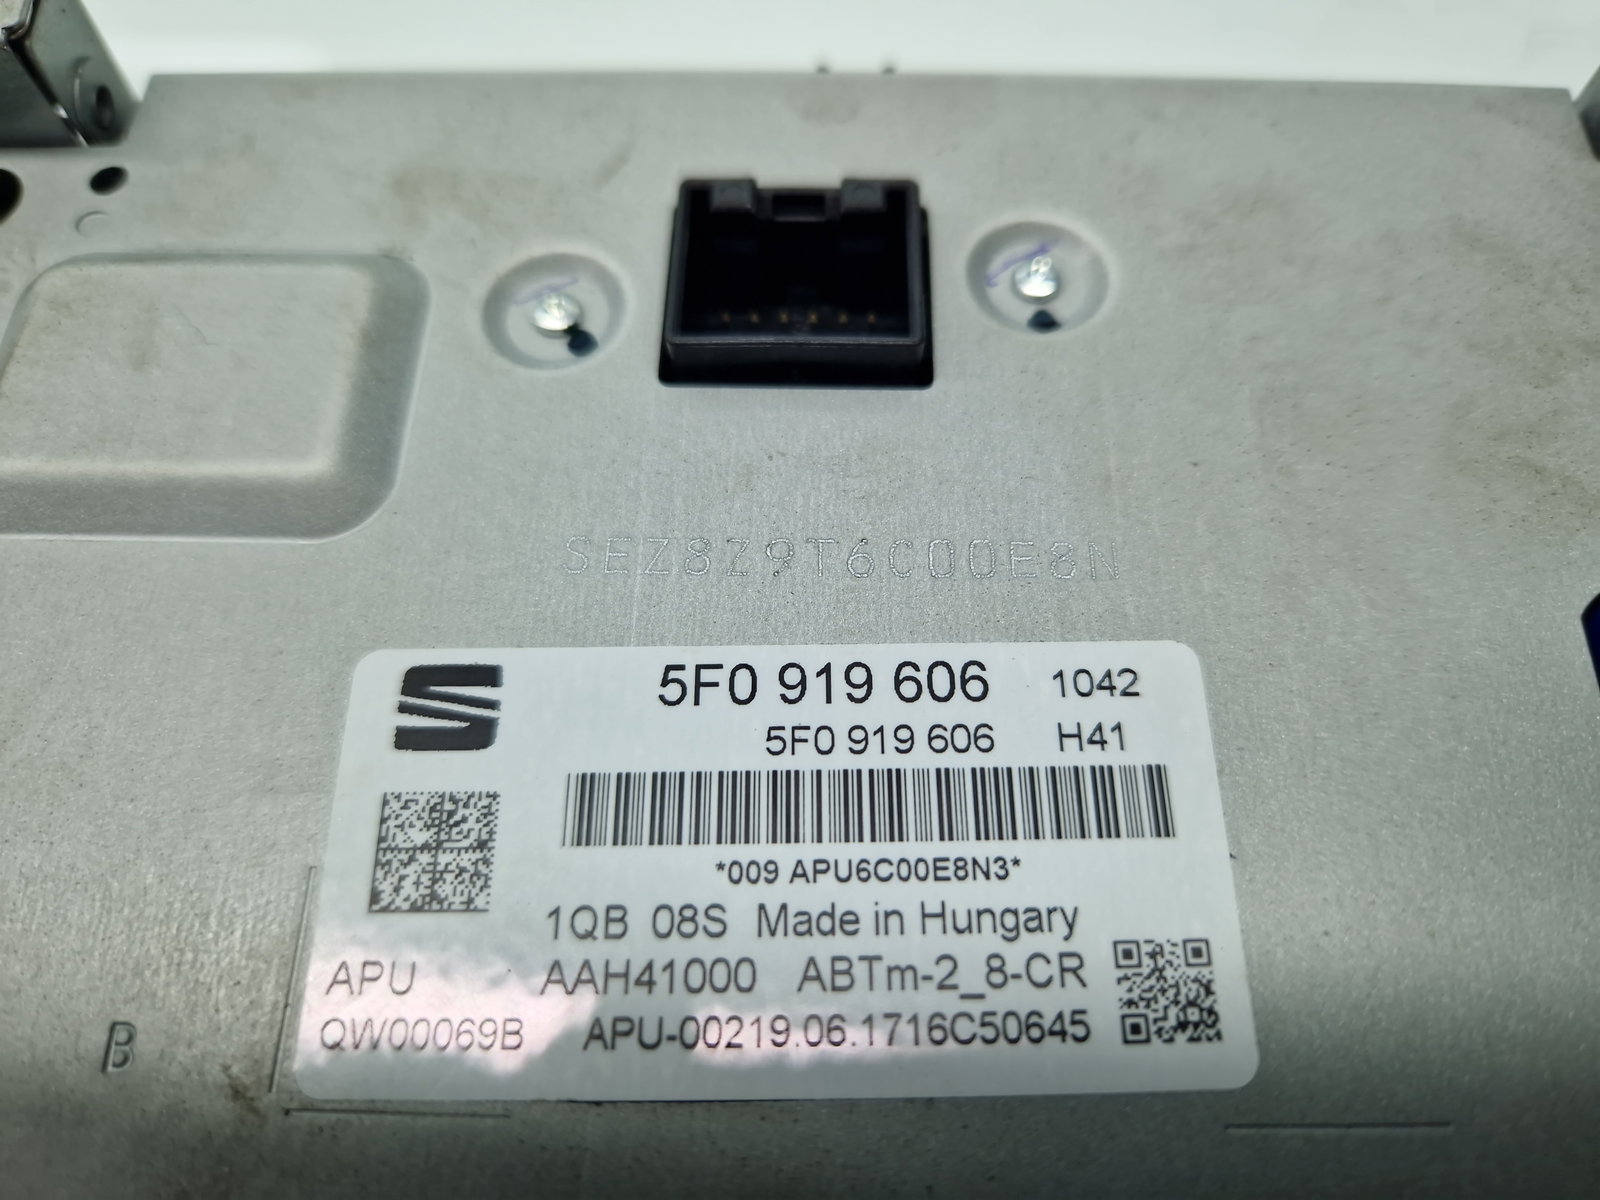 SEZ8Z9T6C00E8N
5F0 919 606 1042
5F0 919 606 H41
*009 APU6C00E8N3*
1QB 08S Made in Hungary
APU AAH41000 ABTm-2_8-CR
QW00069B APU-00219.06.1716C50645
B